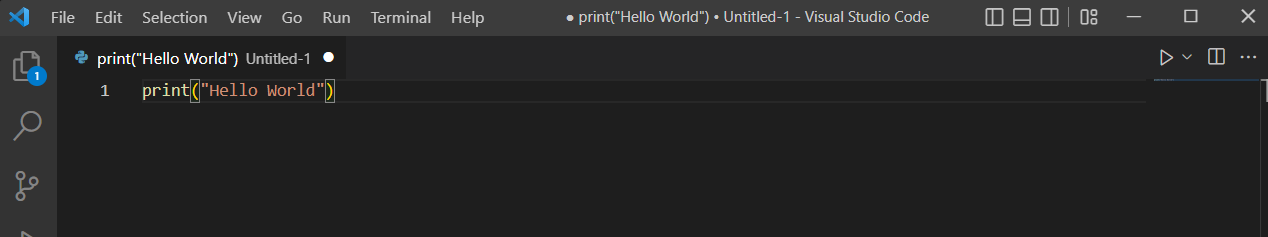 File Edit Selection View Go Run Terminal Help ● print("Hello World") • Untitled-1 - Visual Studio Code
print("Hello World") Untitled-1 ●
1
1 print("Hello World")